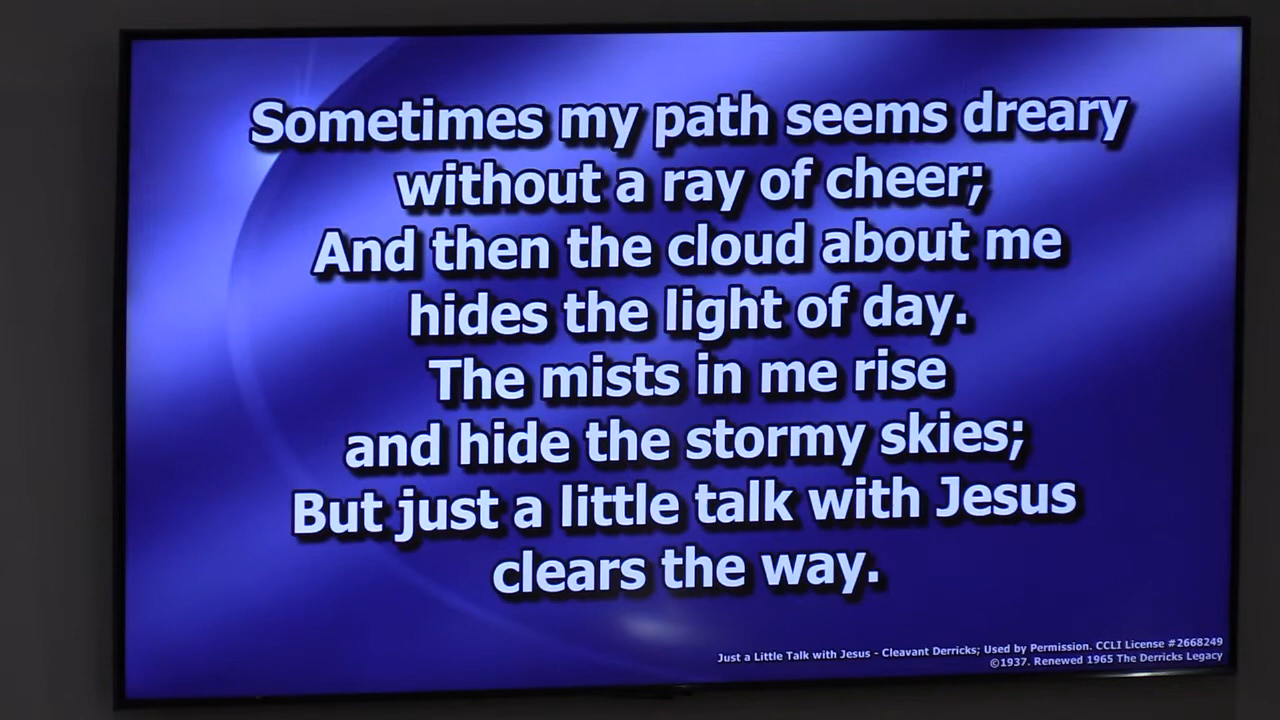 Sometimes my path seems dreary
without a ray of cheer;
And then the cloud about me
hides the light of day.
The mists in me rise
and hide the stormy skies;
But just a little talk with Jesus
clears the way.
Just a Little Talk with Jesus - Cleavant Derricks; Used by Permission. CCLI License #2668249
©1937. Renewed 1965 The Derricks Legacy